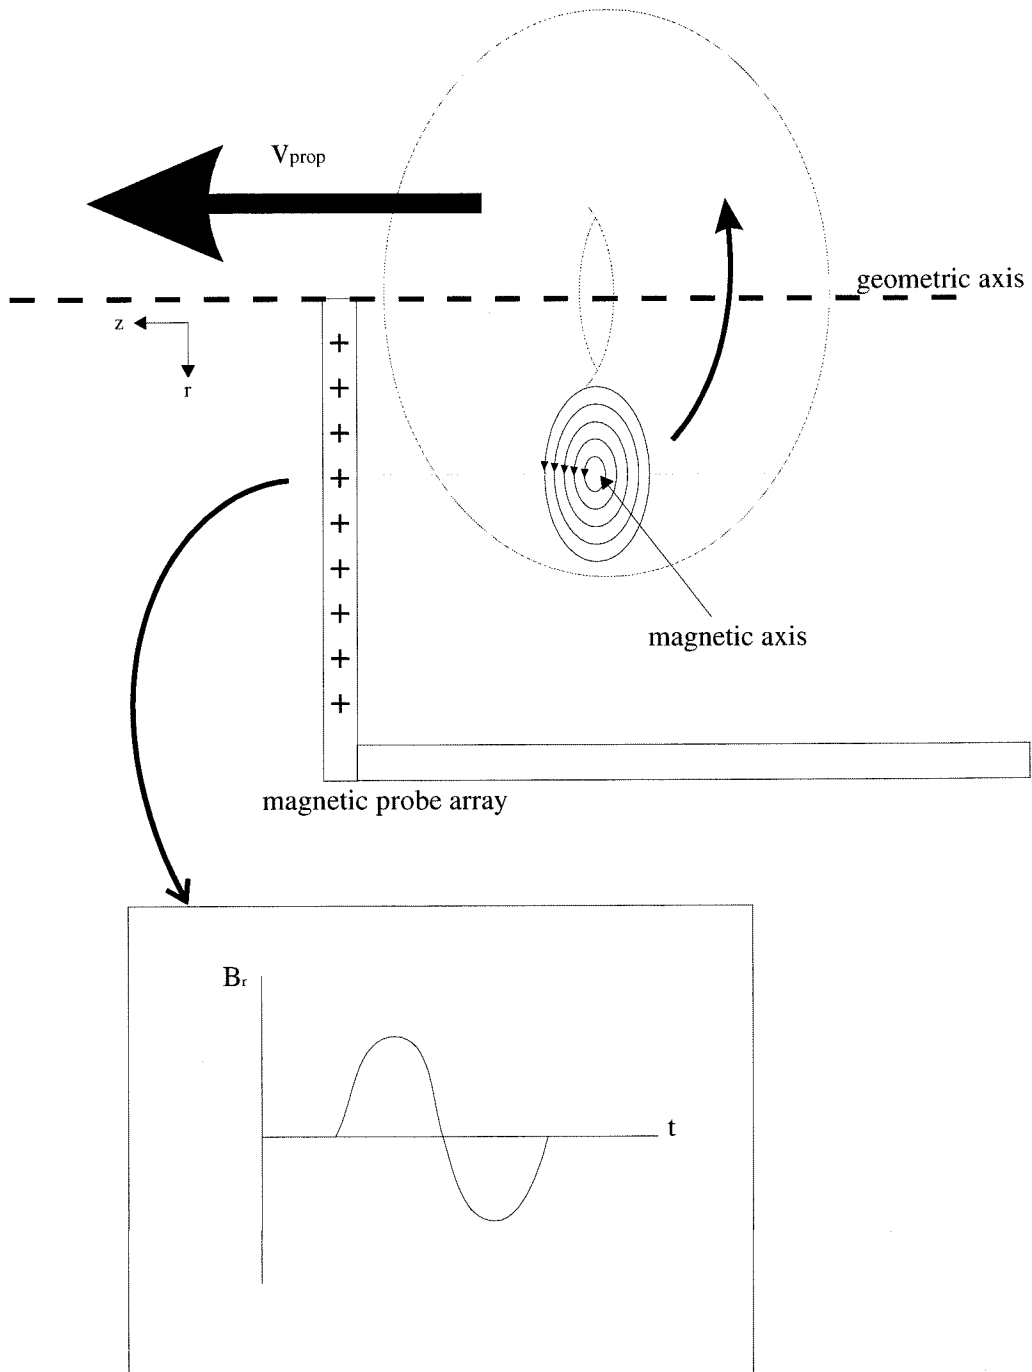 Vprop
geometric axis
z
r
+
+
+
+
+
+
+
+
+
magnetic axis
magnetic probe array
Br
t